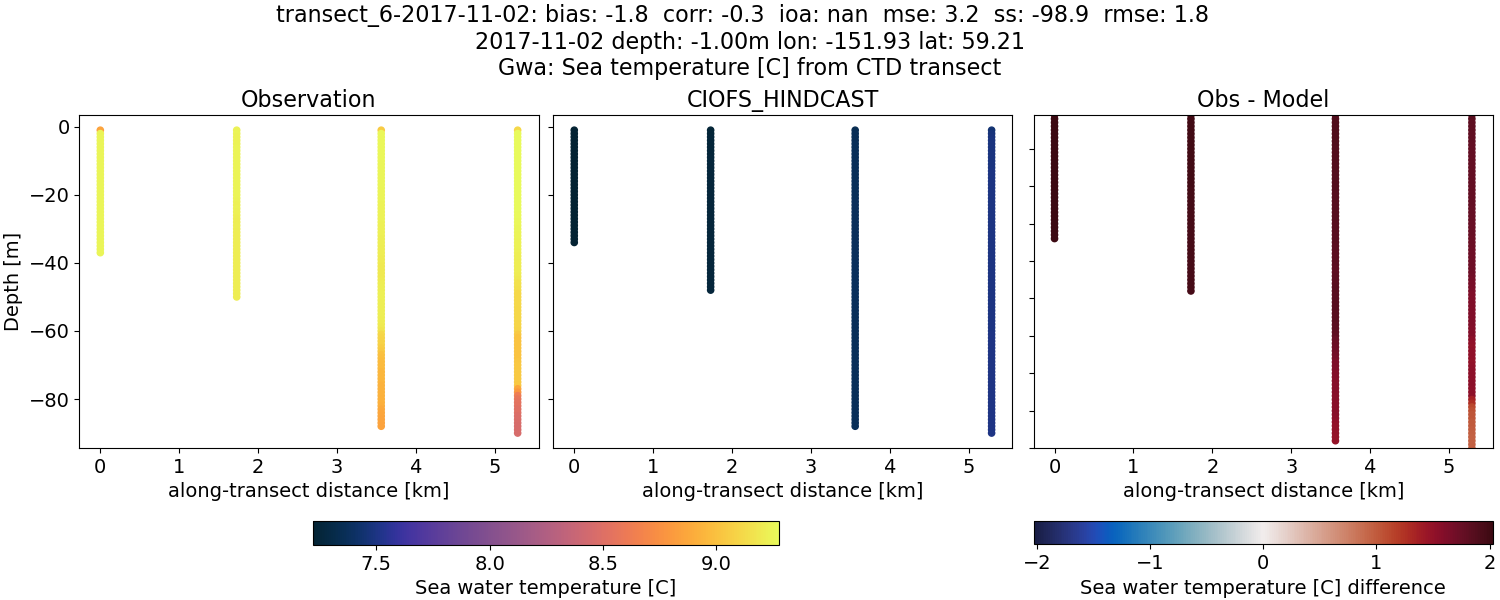 transect_6-2017-11-02: bias: -1.8  corr: -0.3  ioa: nan  mse: 3.2  ss: -98.9  rmse: 1.8
2017-11-02 depth: -1.00m lon: -151.93 lat: 59.21
Gwa: Sea temperature [C] from CTD transect
Observation
CIOFS_HINDCAST
Obs - Model
Depth [m]
0
−20
−40
−60
−80
0 1 2 3 4 5
0 1 2 3 4 5
0 1 2 3 4 5
along-transect distance [km]
along-transect distance [km]
along-transect distance [km]
7.5 8.0 8.5 9.0
Sea water temperature [C]
−2 −1 0 1 2
Sea water temperature [C] difference